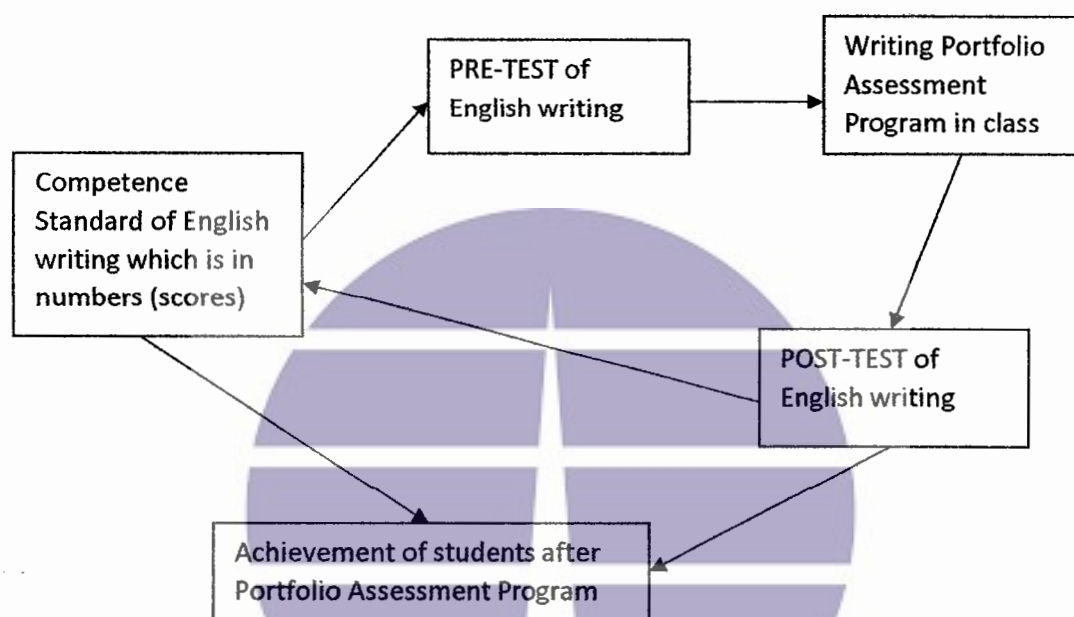 PRE-TEST of
English writing
Writing Portfolio
Assessment
Program in class
Competence
Standard of English
writing which is in
numbers (scores)
POST-TEST of
English writing
Achievement of students after
Portfolio Assessment Program